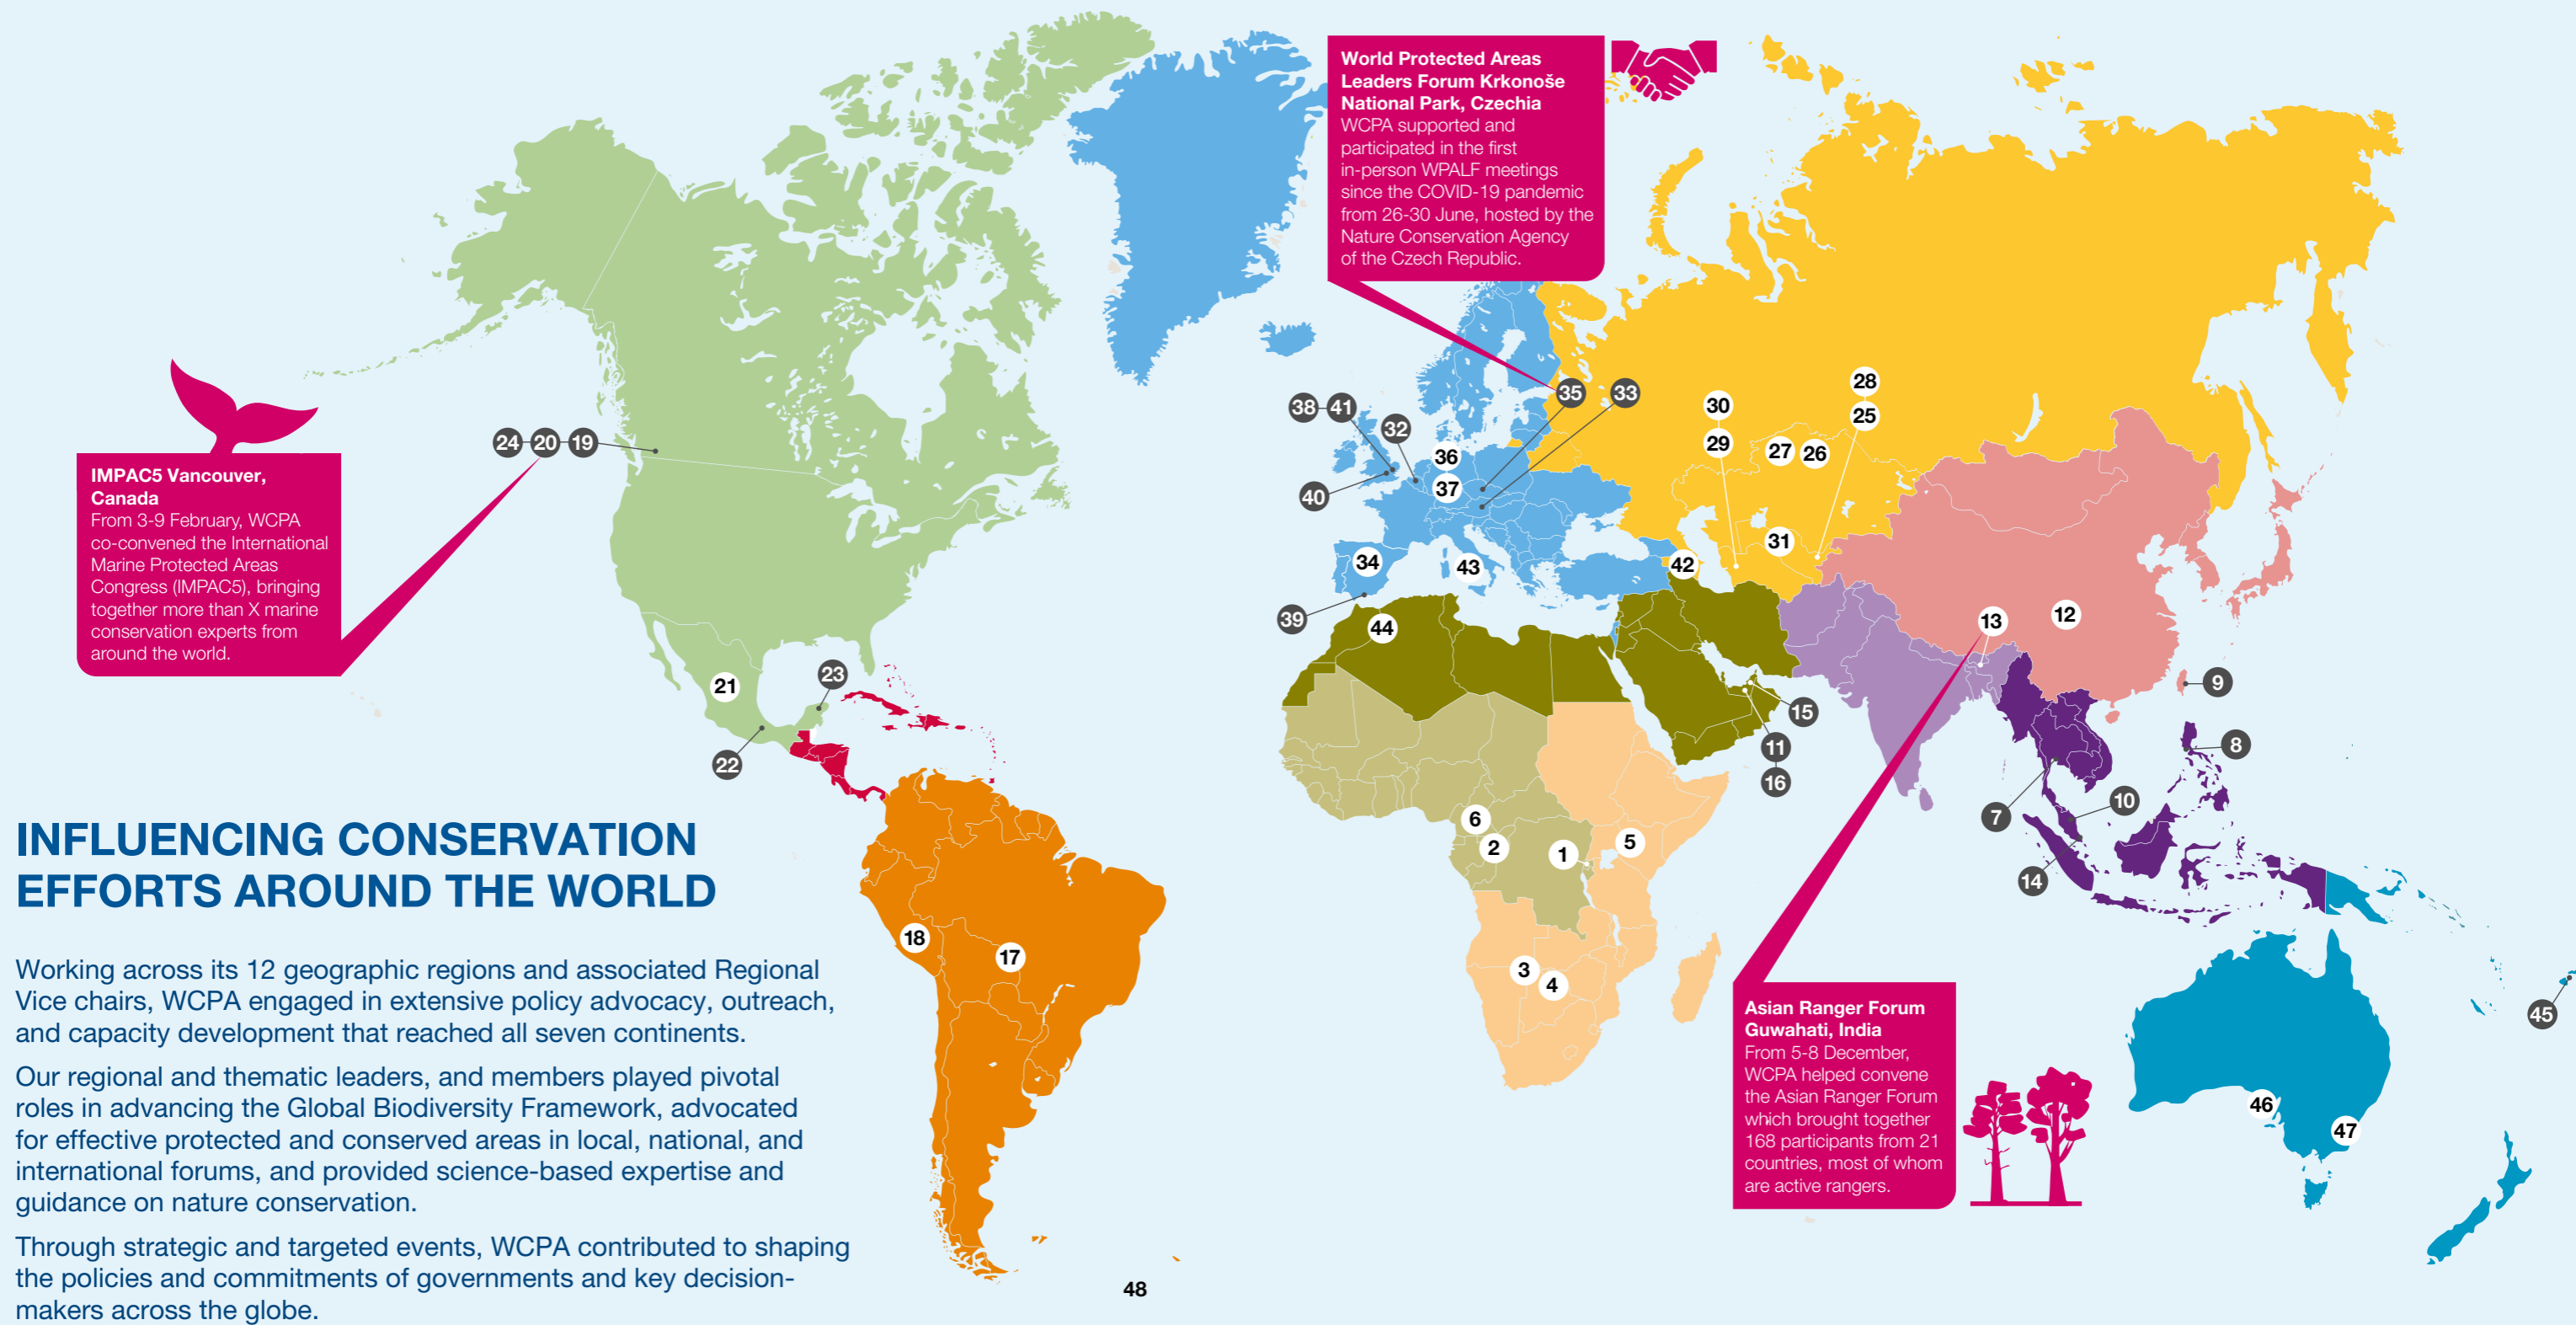 World Protected Areas
Leaders Forum Krkonoše
National Park, Czechia
WCPA supported and
participated in the first
in-person WPALF meetings
since the COVID-19 pandemic
from 26-30 June, hosted by the
Nature Conservation Agency
of the Czech Republic.
IMPAC5 Vancouver,
Canada
From 3-9 February, WCPA
co-convened the International
Marine Protected Areas
Congress (IMPAC5), bringing
together more than X marine
conservation experts from
around the world.
24 20 19
21
23
22
38 41
32
35
33
36
40
37
34
43
39
44
42
30
29
28
25
27
26
31
13
12
9
15
11
16
8
7
10
14
6
2
1
5
3
4
18
17
45
46
47
INFLUENCING CONSERVATION
EFFORTS AROUND THE WORLD
Working across its 12 geographic regions and associated Regional
Vice chairs, WCPA engaged in extensive policy advocacy, outreach,
and capacity development that reached all seven continents.
Our regional and thematic leaders, and members played pivotal
roles in advancing the Global Biodiversity Framework, advocated
for effective protected and conserved areas in local, national, and
international forums, and provided science-based expertise and
guidance on nature conservation.
Through strategic and targeted events, WCPA contributed to shaping
the policies and commitments of governments and key decision-
makers across the globe.
Asian Ranger Forum
Guwahati, India
From 5-8 December,
WCPA helped convene
the Asian Ranger Forum
which brought together
168 participants from 21
countries, most of whom
are active rangers.
48